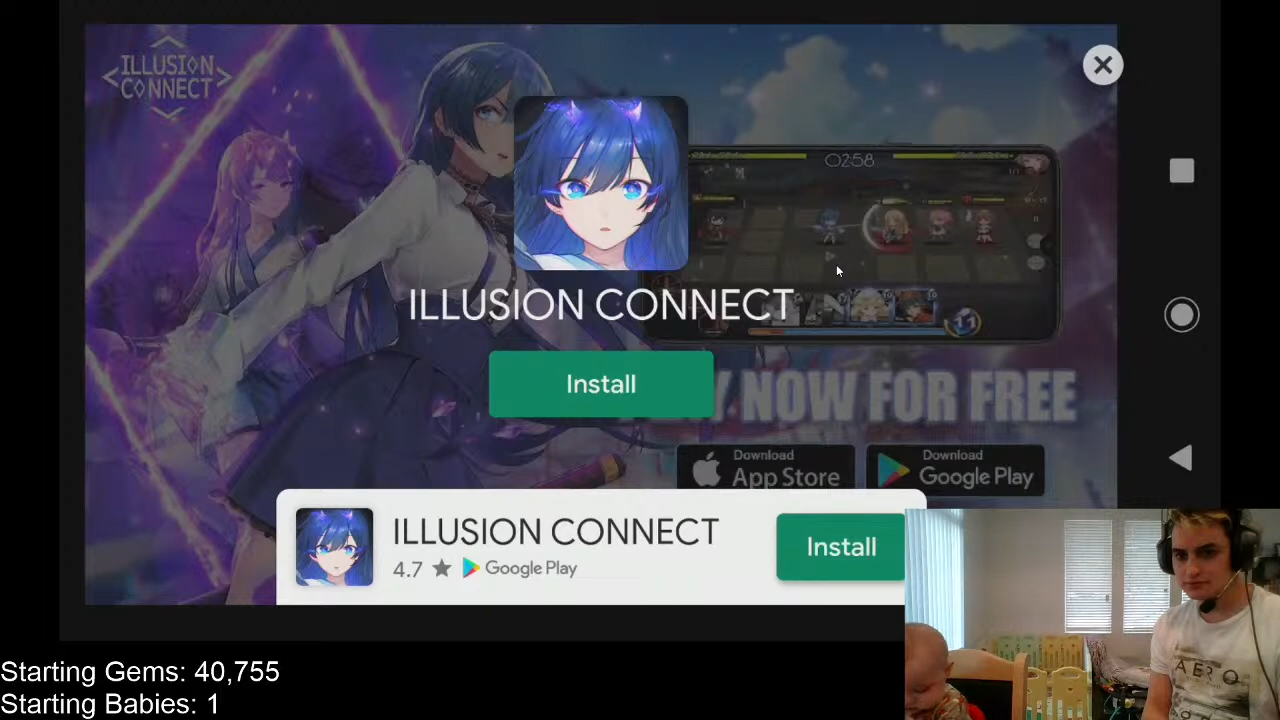 ILLUSION
CONNECT
02:58
ILLUSION CONNECT
Install
NOW FOR FREE
Download
App Store
Download
Google Play
ILLUSION CONNECT
4.7 ★ Google Play
Install
AERO
Starting Gems: 40,755
Starting Babies: 1